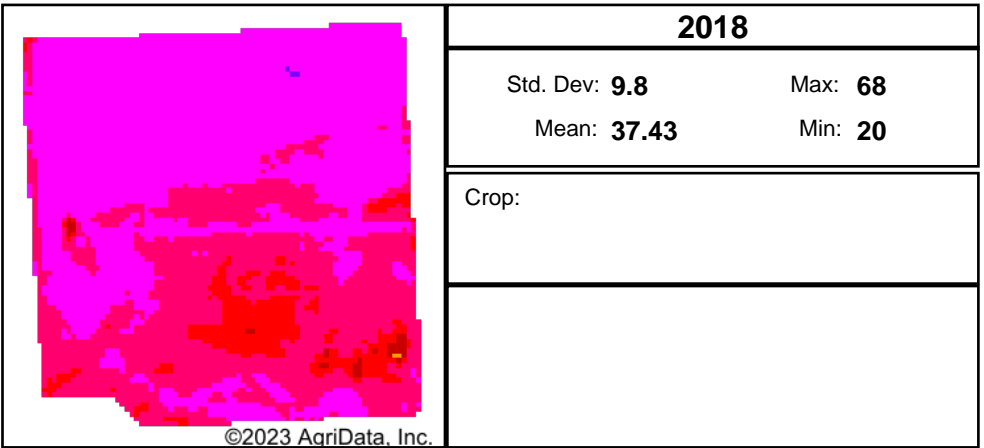 2018
Std. Dev: 9.8 Max: 68
Mean: 37.43 Min: 20
Crop:
©2023 AgriData, Inc.